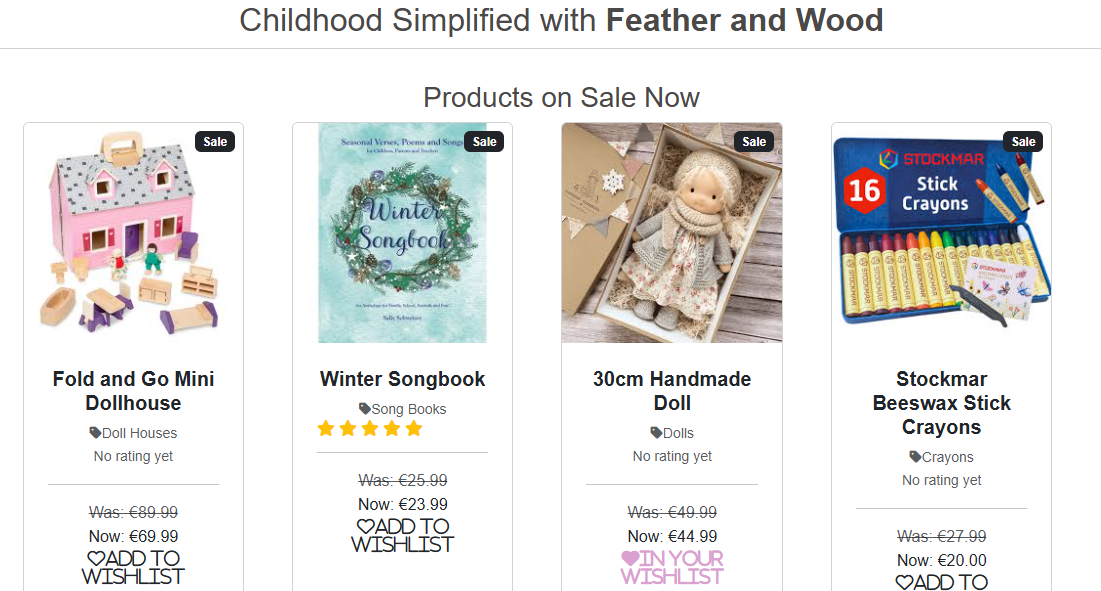 Childhood Simplified with Feather and Wood
Products on Sale Now
Sale
Seasonal Verses, Poems and Song
for Children, Parents and Teachers
Winter
Songbook
An Anthology for Family, School, Festivals and Fun!
Sally Schweizer
Fold and Go Mini
Dollhouse
Doll Houses
No rating yet
Was: €89.99
Now: €69.99
ADD TO
WISHLIST
Sale
Winter Songbook
Song Books
Was: €25.99
Now: €23.99
ADD TO
WISHLIST
Sale
30cm Handmade
Doll
Dolls
No rating yet
Was: €49.99
Now: €44.99
IN YOUR
WISHLIST
Sale
STOCKMAR
16
Stick
Crayons
STOCKMAR
Stockmar
Beeswax Stick
Crayons
Crayons
No rating yet
Was: €27.99
Now: €20.00
ADD TO